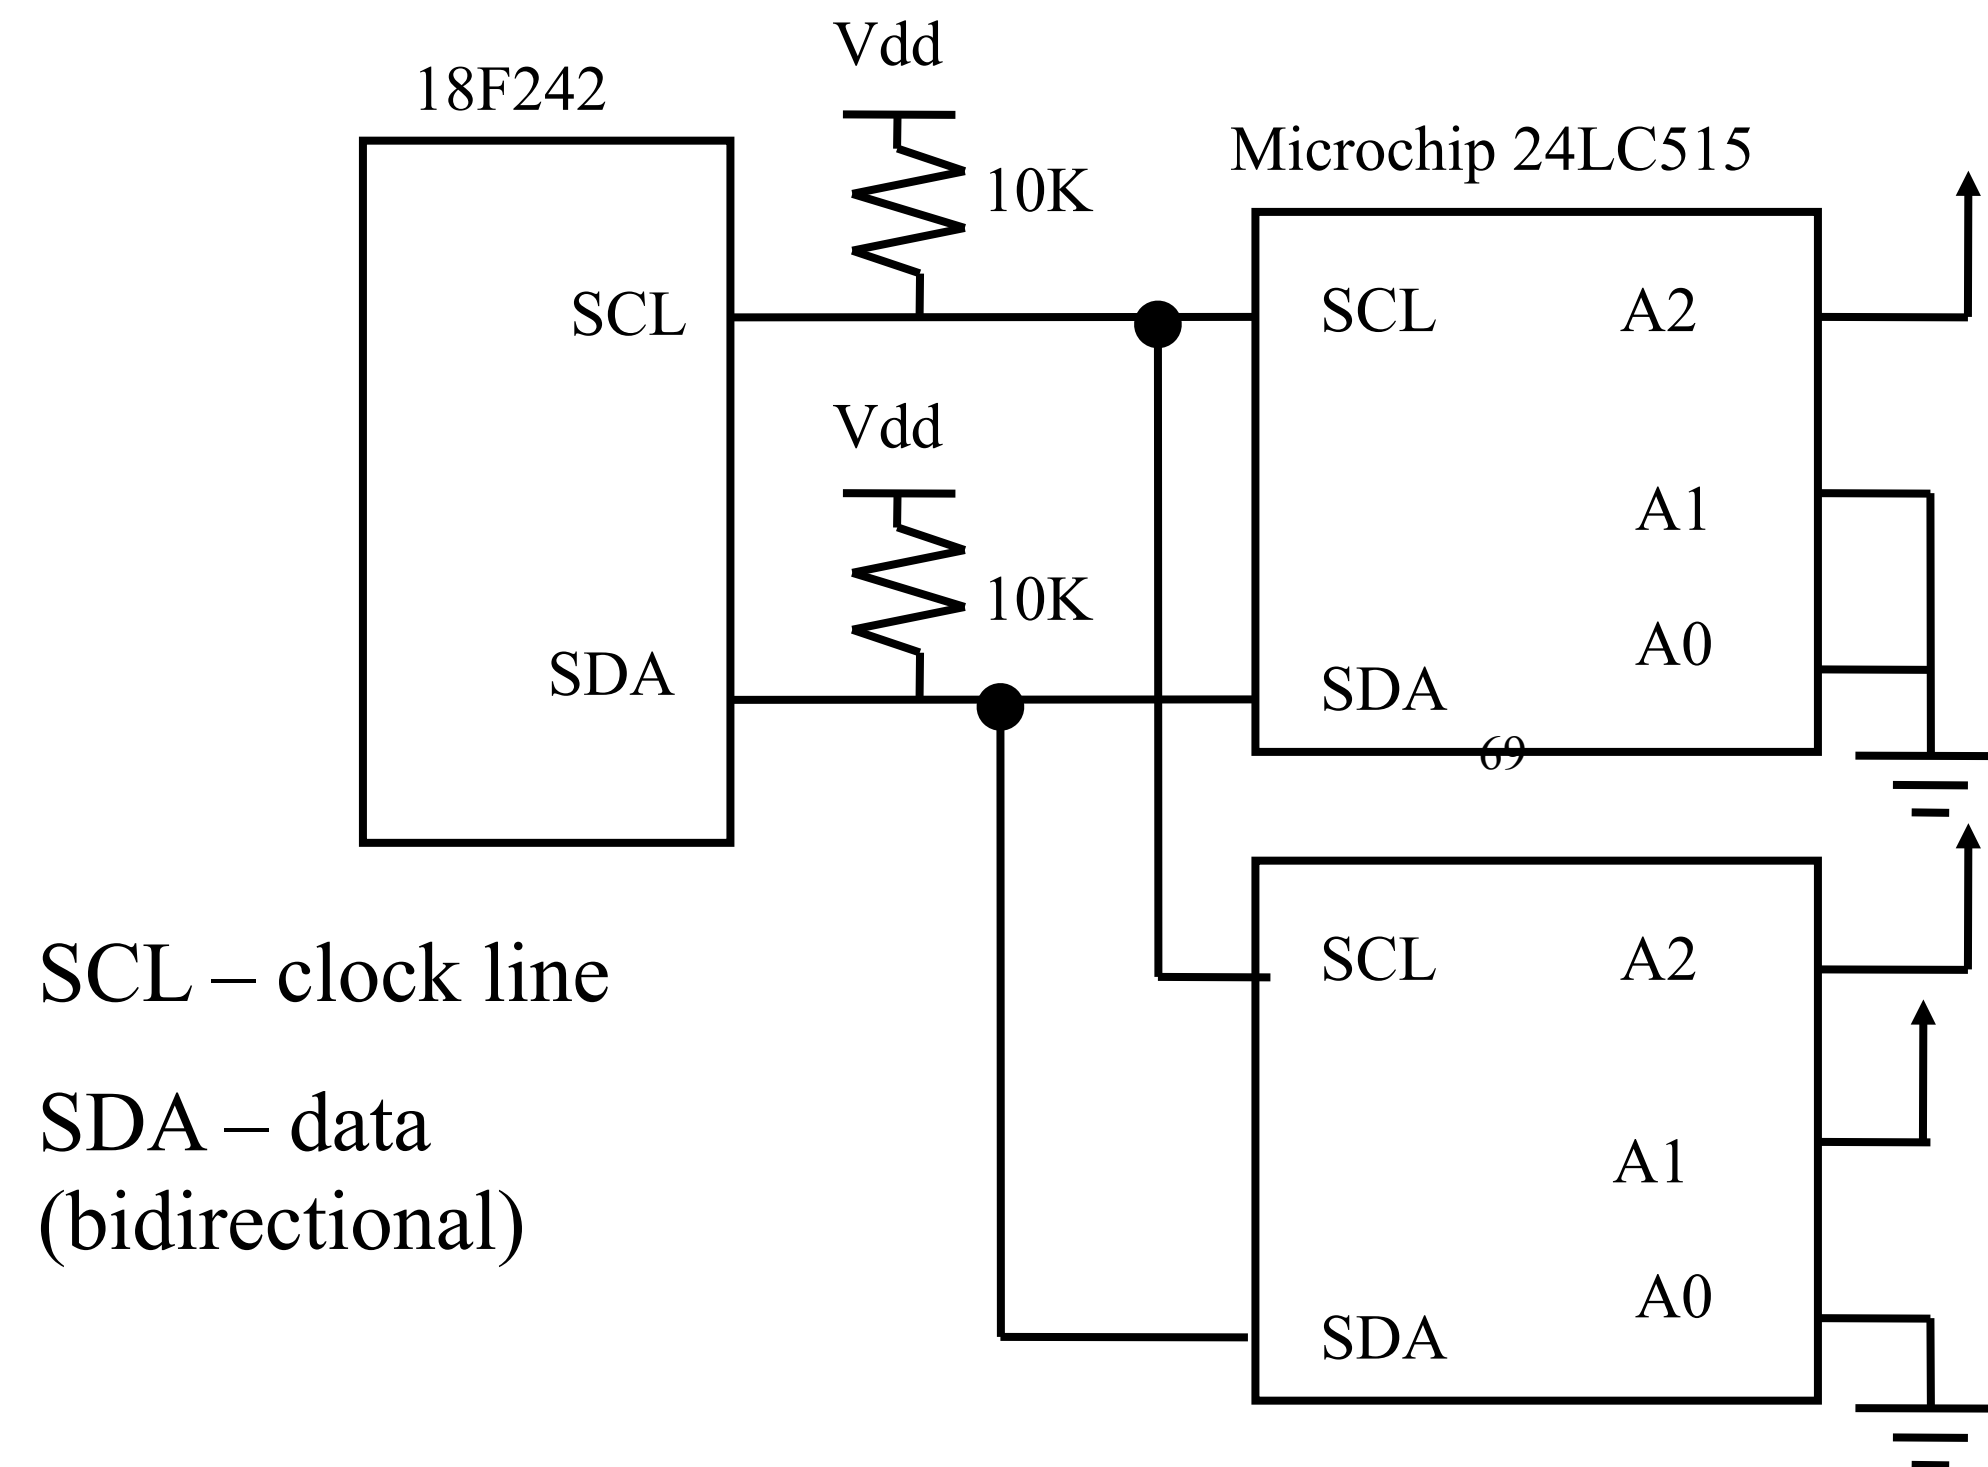 Vdd
18F242
Microchip 24LC515
10K
SCL
SCL
A2
Vdd
A1
10K
A0
SDA
SDA
69
SCL
A2
SCL – clock line
SDA – data
(bidirectional)
A1
A0
SDA